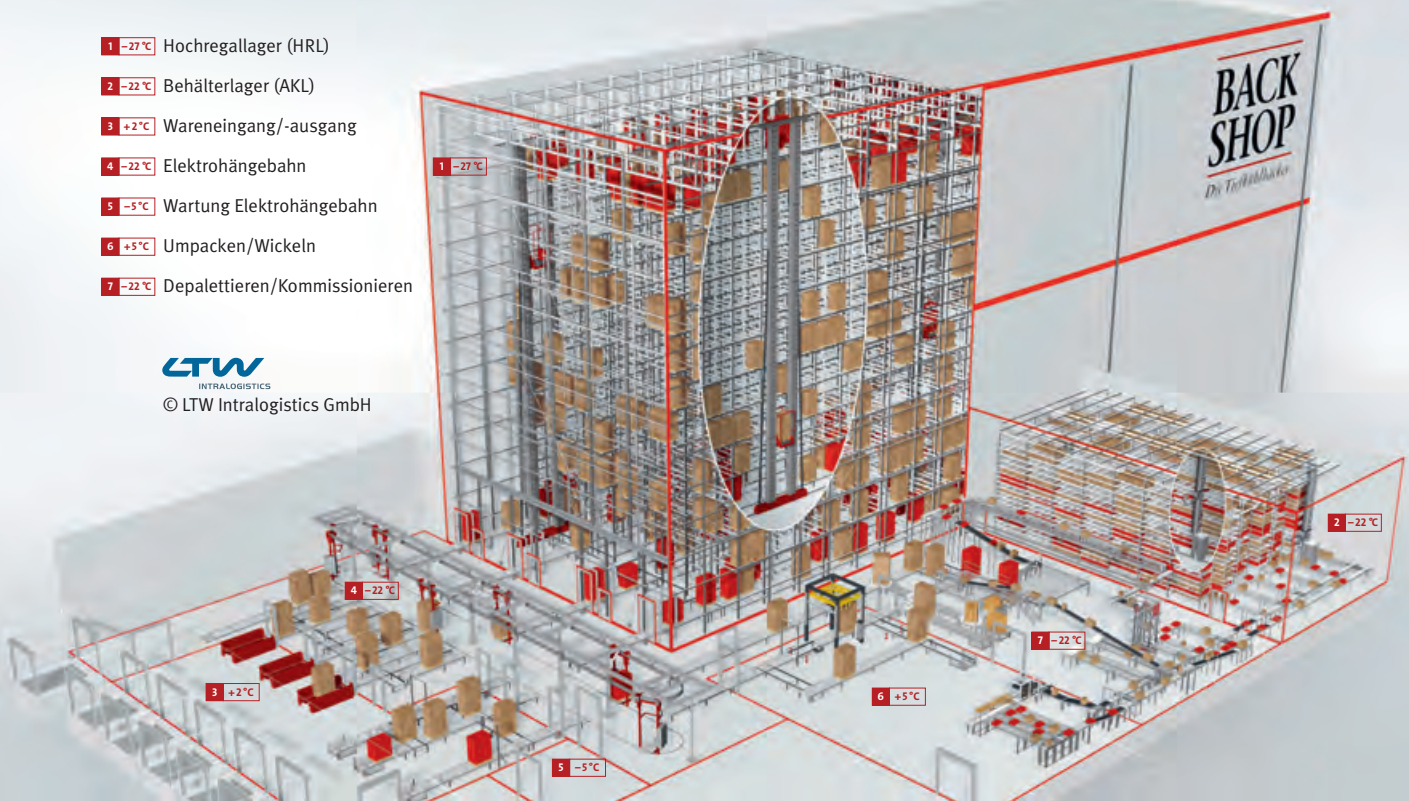 1 −27 °C Hochregallager (HRL)
2 −22 °C Behälterlager (AKL)
3 +2 °C Wareneingang/-ausgang
4 −22 °C Elektrohängebahn
5 −5 °C Wartung Elektrohängebahn
6 +5 °C Umpacken/Wickeln
7 −22 °C Depalettieren/Kommissionieren
LTW
INTRALOGISTICS
© LTW Intralogistics GmbH
1 −27 °C
BACK
SHOP
Die Tiefkühlbäcker
2 −22 °C
4 −22 °C
7 −22 °C
3 +2 °C
6 +5 °C
5 −5 °C